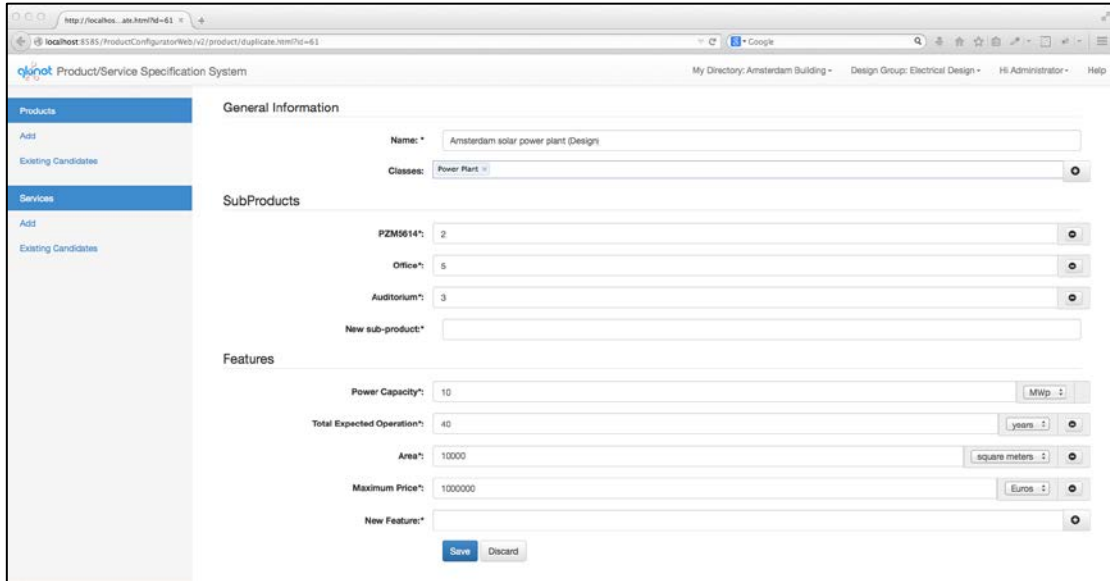 http://localhos...ate.html?id=61
localhost:8585/ProductConfiguratorWeb/v2/product/duplicate.html?id=61
Google
Product/Service Specification System
My Directory: Amsterdam Building
Design Group: Electrical Design
Hi Administrator
Help
Products
Add
Existing Candidates
Services
Add
Existing Candidates
General Information
Name: * Amsterdam solar power plant (Design)
Classes: Power Plant ×
SubProducts
PZM5614*: 2
Office*: 5
Auditorium*: 3
New sub-product:*
Features
Power Capacity*: 10 MWp
Total Expected Operation*: 40 years
Area*: 10000 square meters
Maximum Price*: 1000000 Euros
New Feature:*
Save Discard